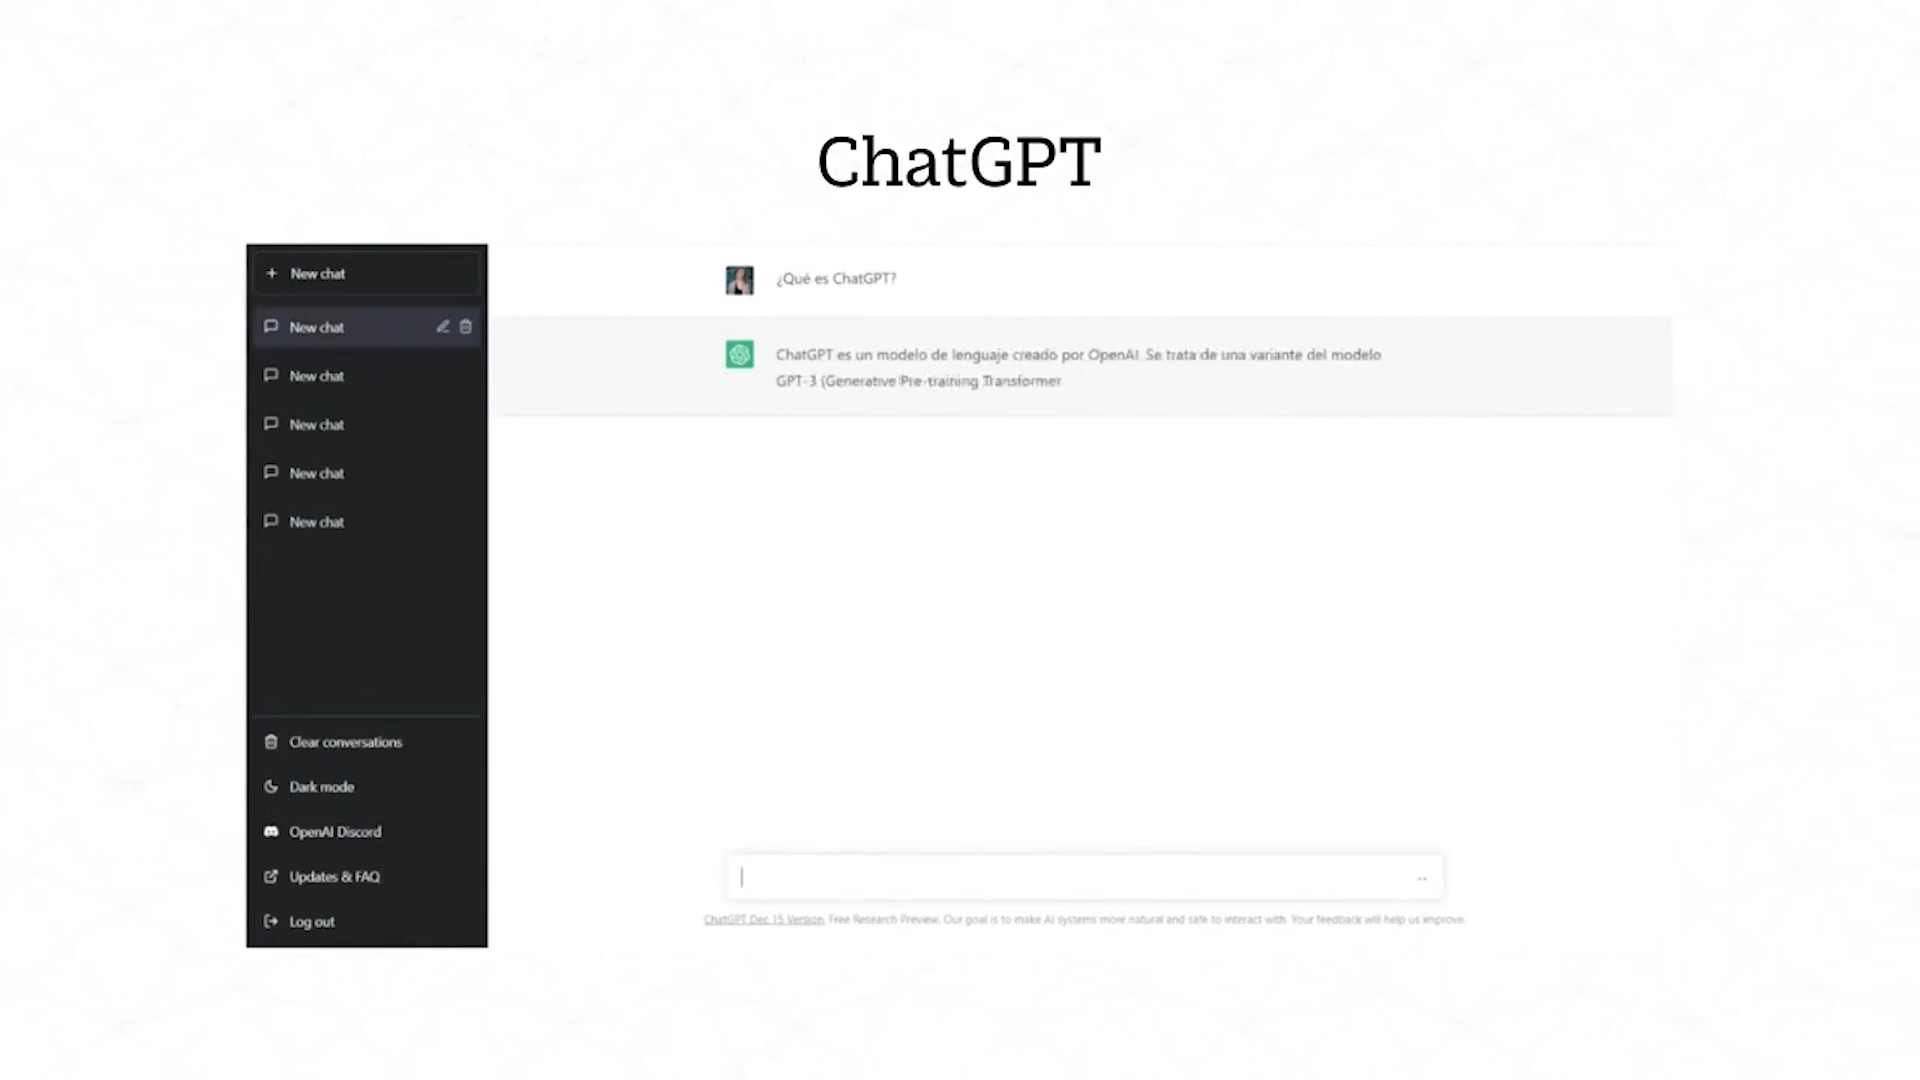 ChatGPT
+ New chat
New chat
New chat
New chat
New chat
New chat
Clear conversations
Dark mode
OpenAI Discord
Updates & FAQ
Log out
¿Qué es ChatGPT?
ChatGPT es un modelo de lenguaje creado por OpenAI. Se trata de una variante del modelo
GPT-3 (Generative Pre-training Transformer
ChatGPT Dec 15 Version. Free Research Preview. Our goal is to make AI systems more natural and safe to interact with. Your feedback will help us improve.